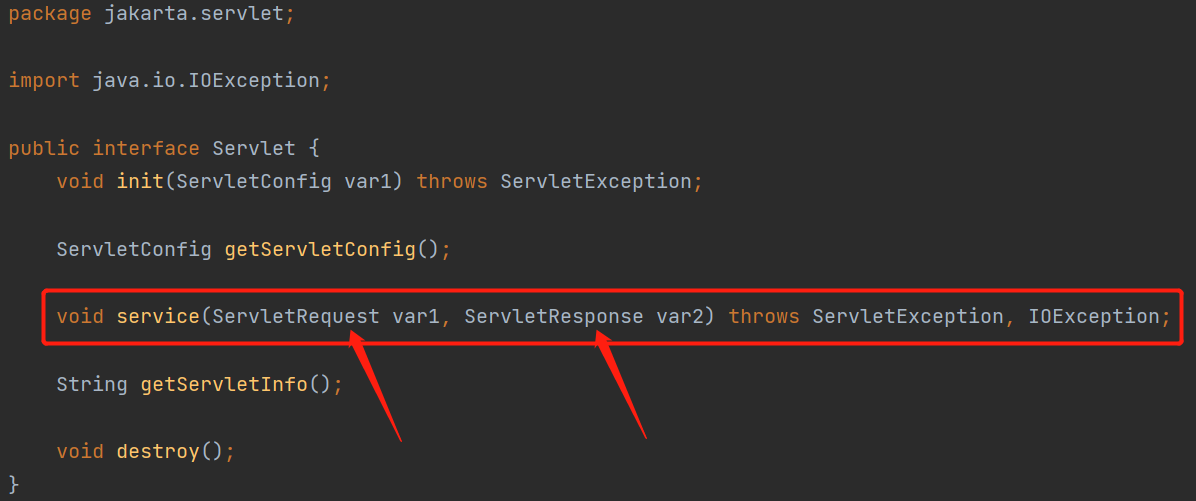 package jakarta.servlet;
import java.io.IOException;
public interface Servlet {
void init(ServletConfig var1) throws ServletException;
ServletConfig getServletConfig();
void service(ServletRequest var1, ServletResponse var2) throws ServletException, IOException;
String getServletInfo();
void destroy();
}